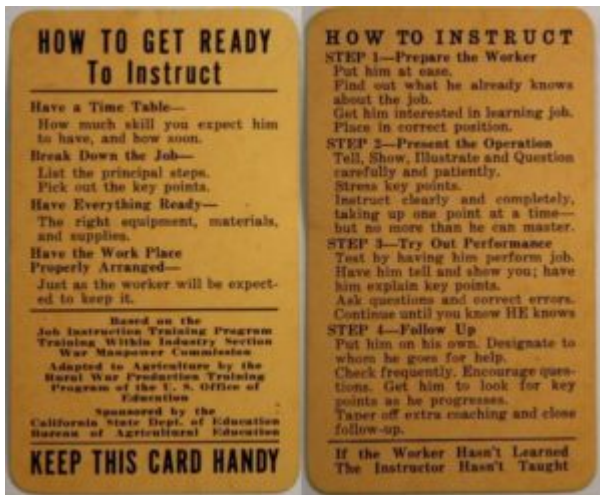 HOW TO GET READY
To Instruct
Have a Time Table—
How much skill you expect him
to have, and how soon.
Break Down the Job—
List the principal steps.
Pick out the key points.
Have Everything Ready—
The right equipment, materials,
and supplies.
Have the Work Place
Properly Arranged—
Just as the worker will be expect-
ed to keep it.
Based on the
Job Instruction Training Program
Training Within Industry Section
War Manpower Commission
Adapted to Agriculture by the
Rural War Production Training
Program of the U. S. Office of
Education
Sponsored by the
California State Dept. of Education
Bureau of Agricultural Education
KEEP THIS CARD HANDY
HOW TO INSTRUCT
STEP 1—Prepare the Worker
Put him at ease.
Find out what he already knows
about the job.
Get him interested in learning job.
Place in correct position.
STEP 2—Present the Operation
Tell, Show, Illustrate and Question
carefully and patiently.
Stress key points.
Instruct clearly and completely,
taking up one point at a time—
but no more than he can master.
STEP 3—Try Out Performance
Test by having him perform job.
Have him tell and show you; have
him explain key points.
Ask questions and correct errors.
Continue until you know HE knows
STEP 4—Follow Up
Put him on his own. Designate to
whom he goes for help.
Check frequently. Encourage ques-
tions. Get him to look for key
points as he progresses.
Taper off extra coaching and close
follow-up.
If the Worker Hasn't Learned
The Instructor Hasn't Taught